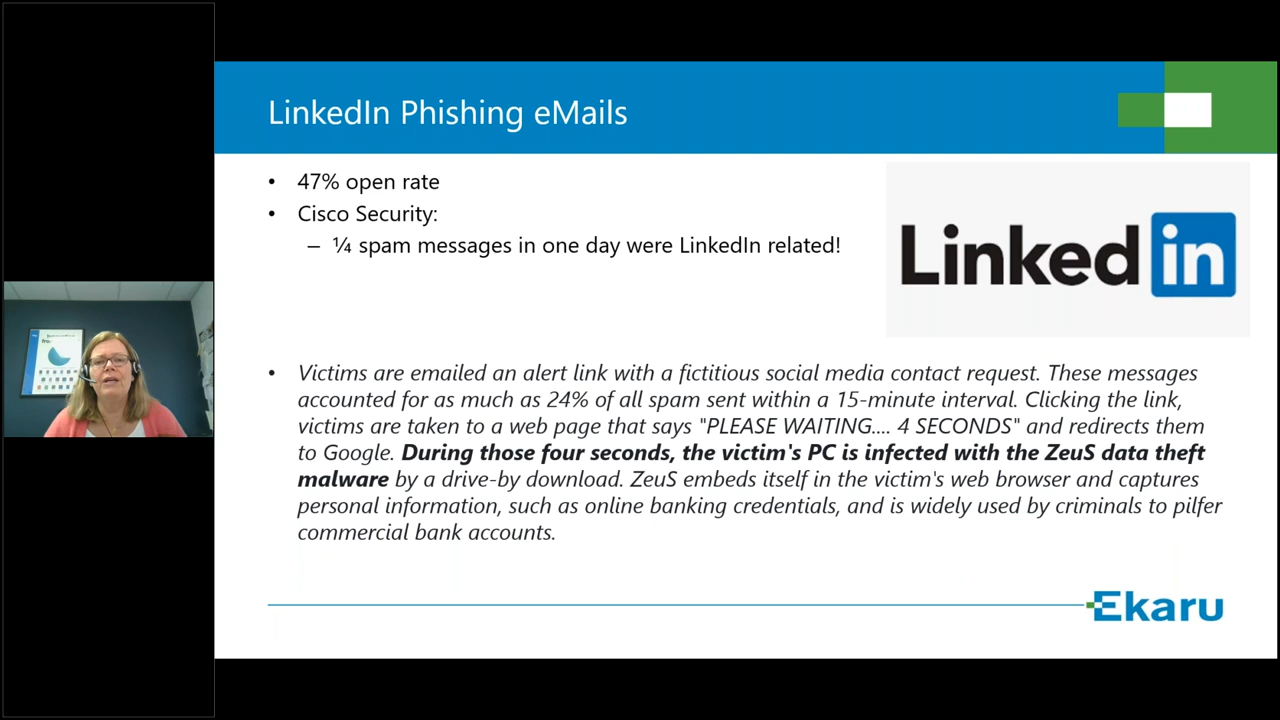 LinkedIn Phishing eMails
• 47% open rate
• Cisco Security:
– ¼ spam messages in one day were LinkedIn related!
Linked in
• Victims are emailed an alert link with a fictitious social media contact request. These messages
accounted for as much as 24% of all spam sent within a 15-minute interval. Clicking the link,
victims are taken to a web page that says "PLEASE WAITING.... 4 SECONDS" and redirects them
to Google. During those four seconds, the victim's PC is infected with the ZeuS data theft
malware by a drive-by download. ZeuS embeds itself in the victim's web browser and captures
personal information, such as online banking credentials, and is widely used by criminals to pilfer
commercial bank accounts.
Ekaru